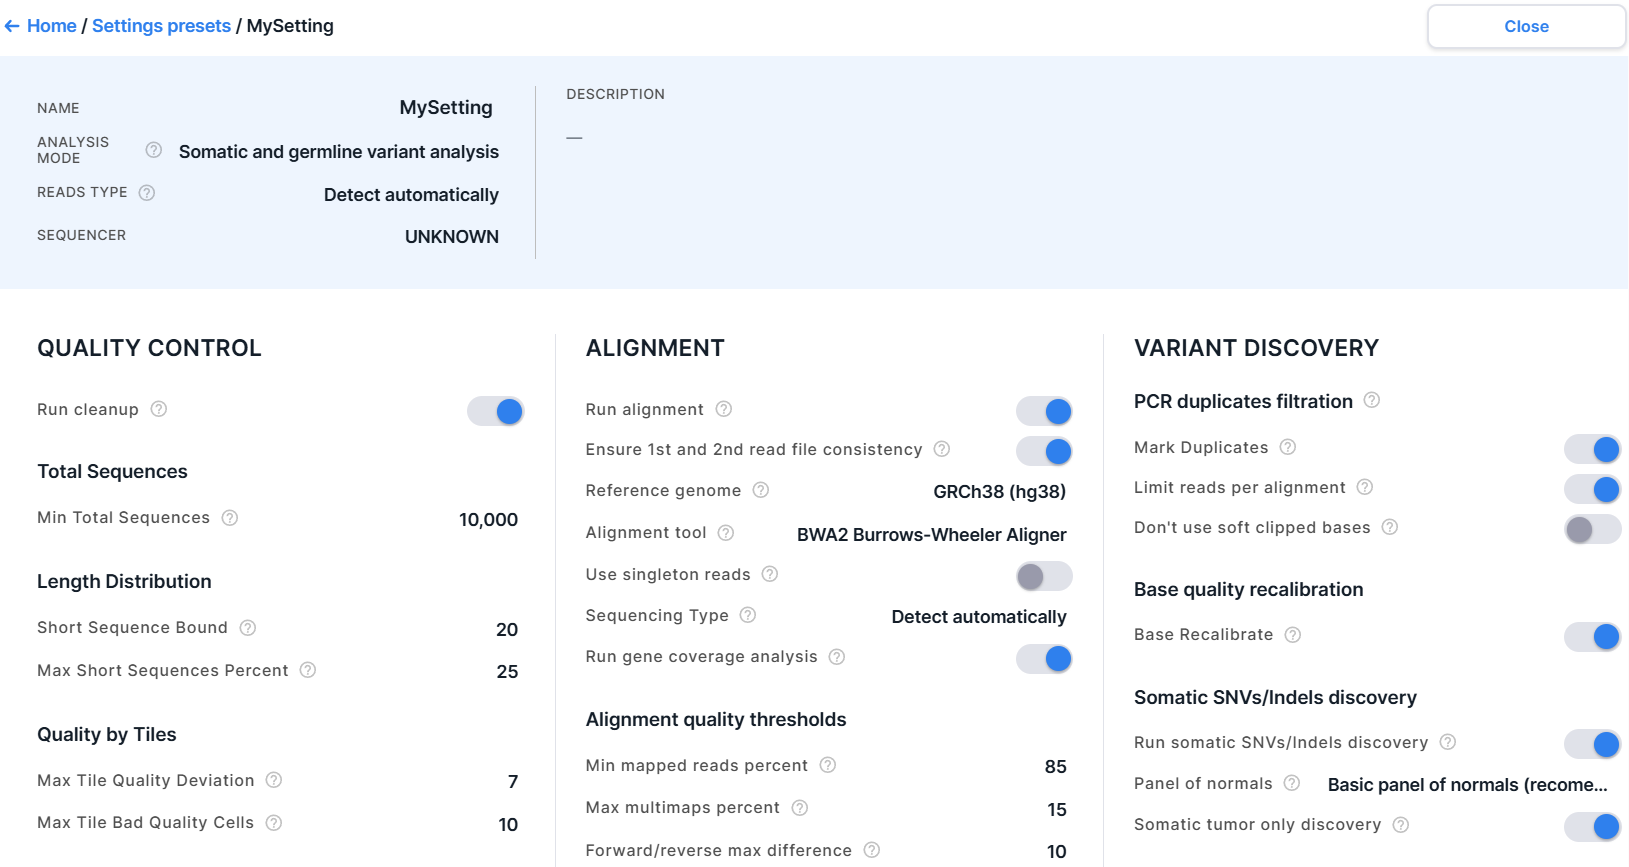 ← Home / Settings presets / MySetting
Close
NAME
MySetting
ANALYSIS
MODE
Somatic and germline variant analysis
READS TYPE
Detect automatically
SEQUENCER
UNKNOWN
DESCRIPTION
—
QUALITY CONTROL
Run cleanup
Total Sequences
Min Total Sequences 10,000
Length Distribution
Short Sequence Bound 20
Max Short Sequences Percent 25
Quality by Tiles
Max Tile Quality Deviation 7
Max Tile Bad Quality Cells 10
ALIGNMENT
Run alignment
Ensure 1st and 2nd read file consistency
Reference genome GRCh38 (hg38)
Alignment tool BWA2 Burrows-Wheeler Aligner
Use singleton reads
Sequencing Type Detect automatically
Run gene coverage analysis
Alignment quality thresholds
Min mapped reads percent 85
Max multimaps percent 15
Forward/reverse max difference 10
VARIANT DISCOVERY
PCR duplicates filtration
Mark Duplicates
Limit reads per alignment
Don't use soft clipped bases
Base quality recalibration
Base Recalibrate
Somatic SNVs/Indels discovery
Run somatic SNVs/Indels discovery
Panel of normals Basic panel of normals (recome...
Somatic tumor only discovery